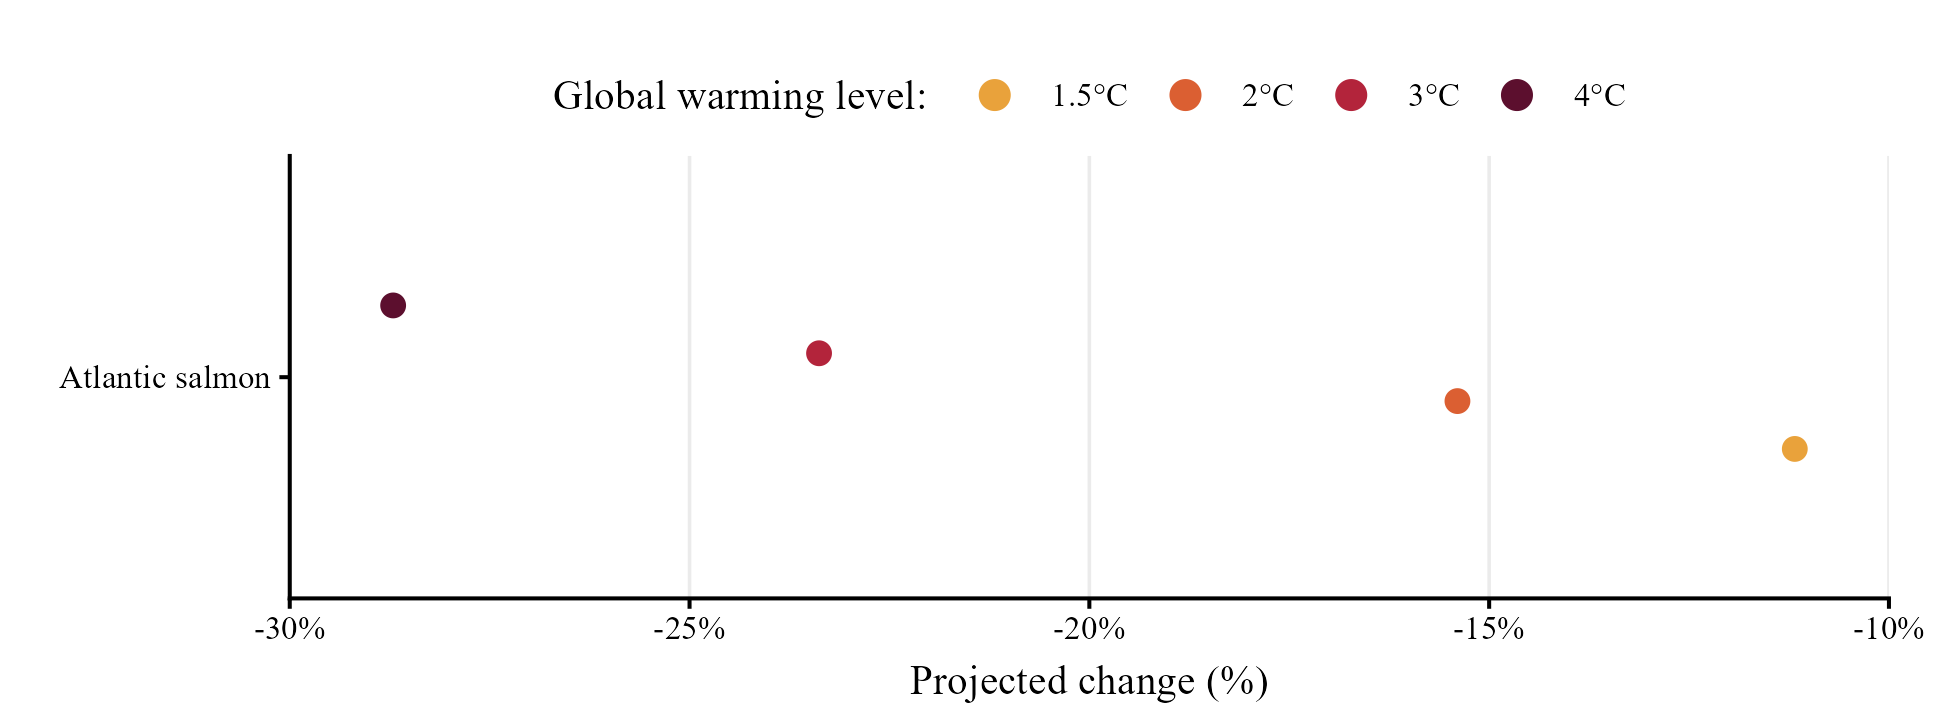 Global warming level: 1.5°C 2°C 3°C 4°C
Atlantic salmon
-30% -25% -20% -15% -10%
Projected change (%)